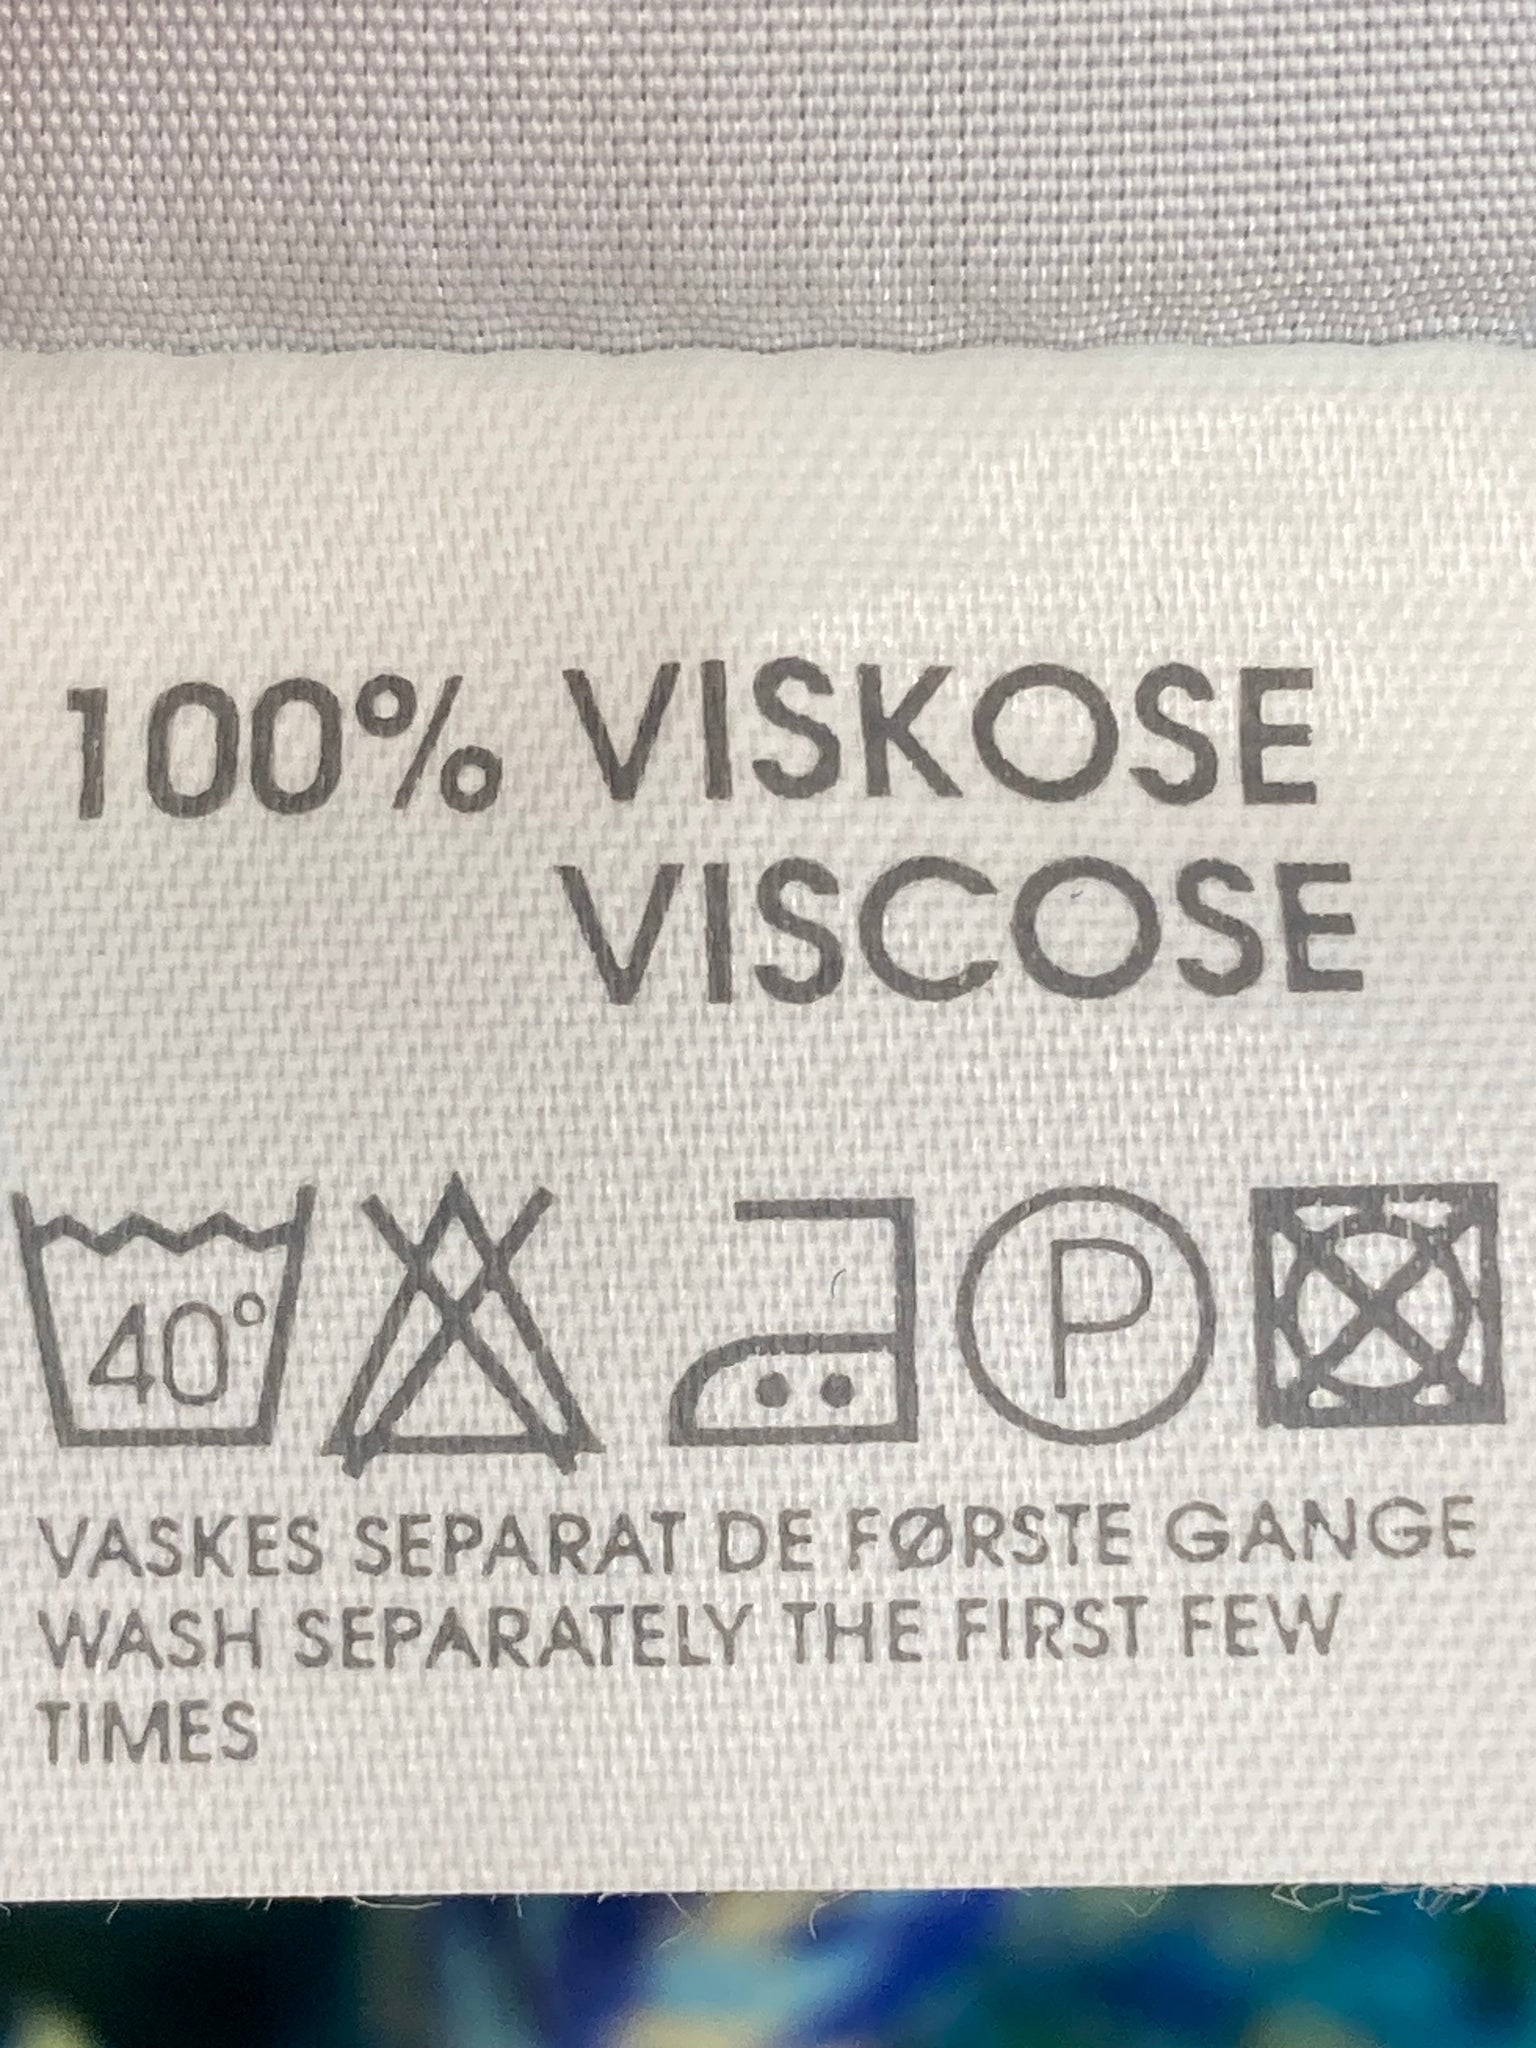 100% VISKOSE
VISCOSE
40° P
VASKES SEPARAT DE FØRSTE GANGE
WASH SEPARATELY THE FIRST FEW
TIMES